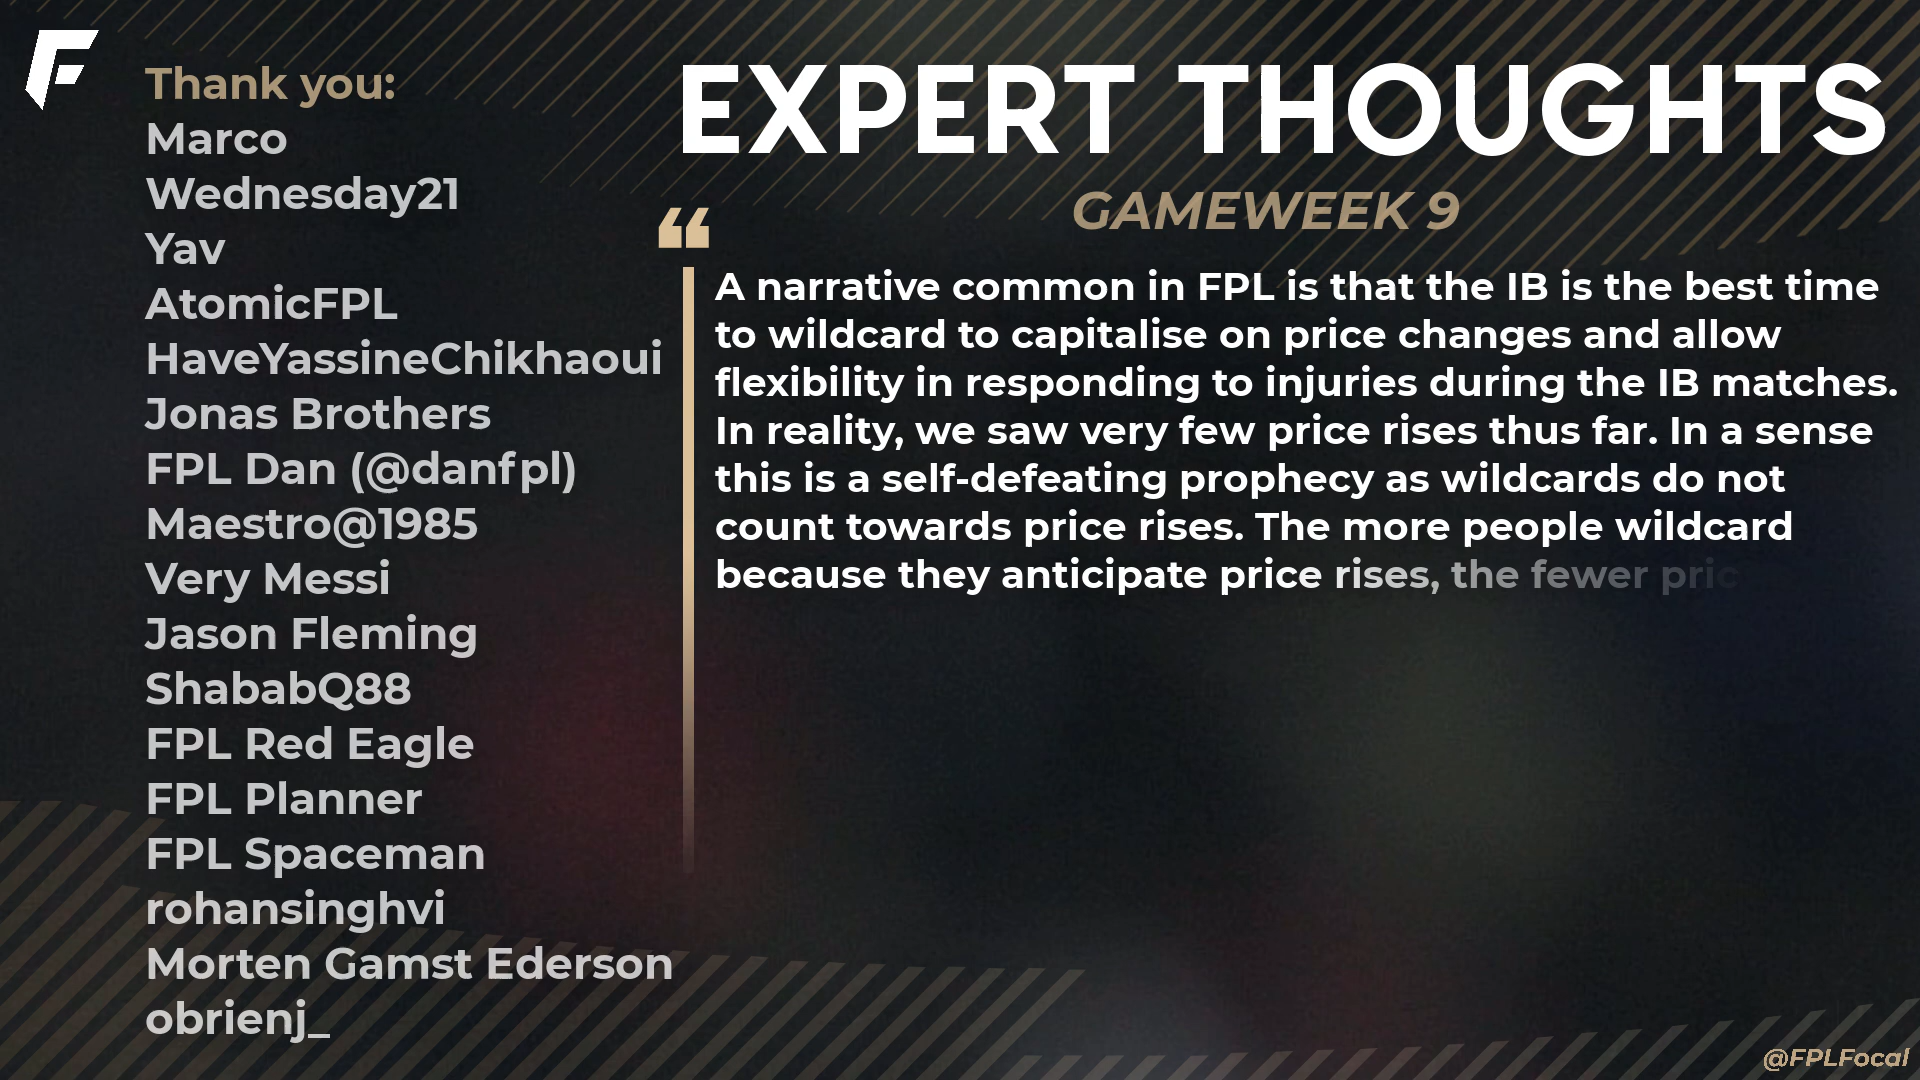 Thank you:
Marco
Wednesday21
Yav
AtomicFPL
HaveYassineChikhaoui
Jonas Brothers
FPL Dan (@danfpl)
Maestro@1985
Very Messi
Jason Fleming
ShababQ88
FPL Red Eagle
FPL Planner
FPL Spaceman
rohansinghvi
Morten Gamst Ederson
obrienj_
EXPERT THOUGHTS
GAMEWEEK 9
“
A narrative common in FPL is that the IB is the best time
to wildcard to capitalise on price changes and allow
flexibility in responding to injuries during the IB matches.
In reality, we saw very few price rises thus far. In a sense
this is a self-defeating prophecy as wildcards do not
count towards price rises. The more people wildcard
because they anticipate price rises, the fewer pric
@FPLFocal